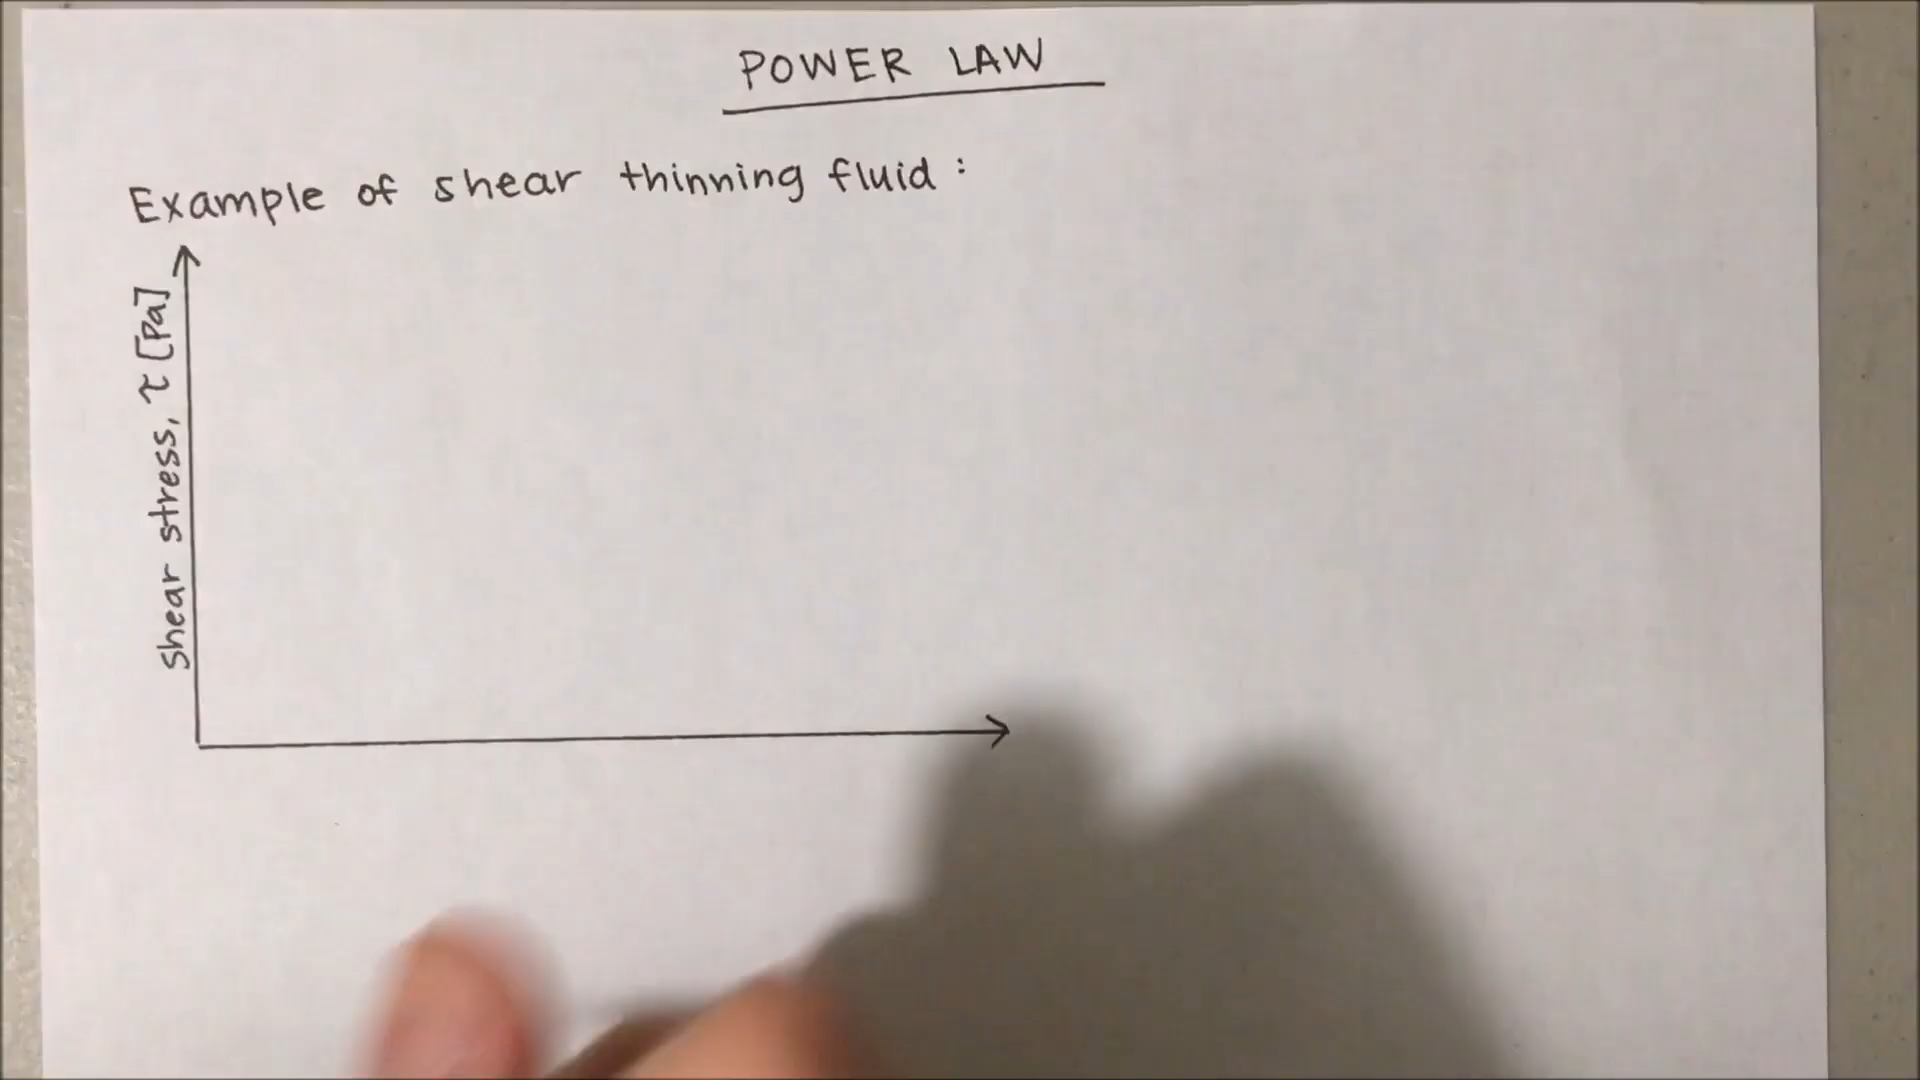 POWER LAW
Example of shear thinning fluid :
Shear stress, τ [Pa]